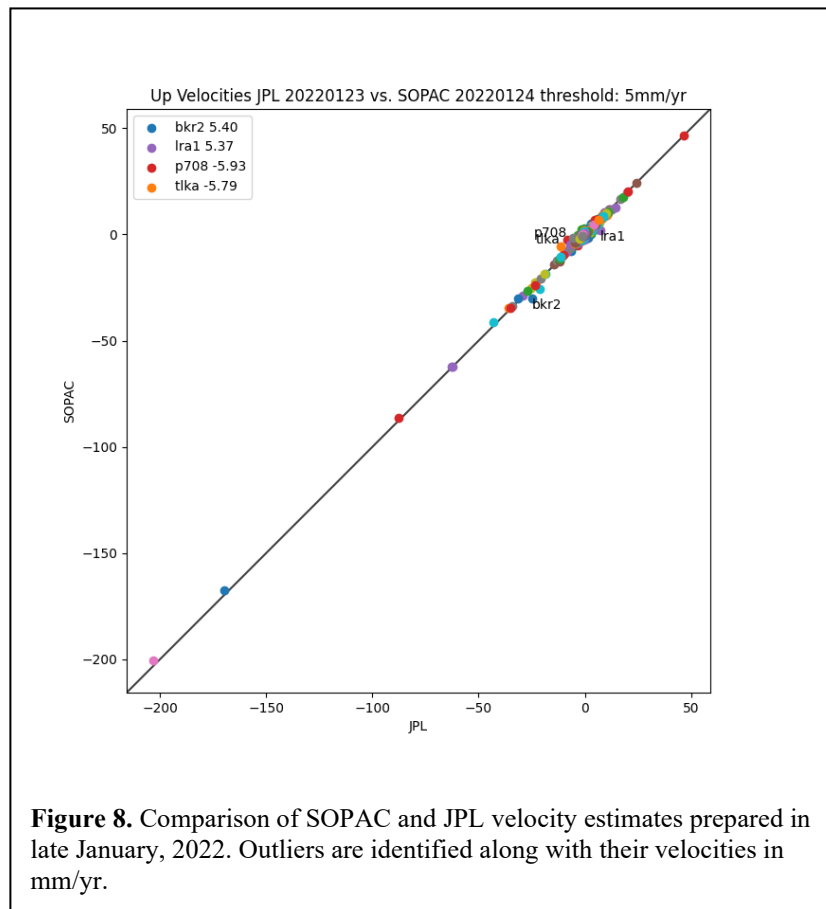 Up Velocities JPL 20220123 vs. SOPAC 20220124 threshold: 5mm/yr
bkr2 5.40
lra1 5.37
p708 -5.93
tlka -5.79
50
0
−50
−100
−150
−200
SOPAC
p708
tlka
lra1
bkr2
−200
−150
−100
−50
0
50
JPL
Figure 8. Comparison of SOPAC and JPL velocity estimates prepared in
late January, 2022. Outliers are identified along with their velocities in
mm/yr.